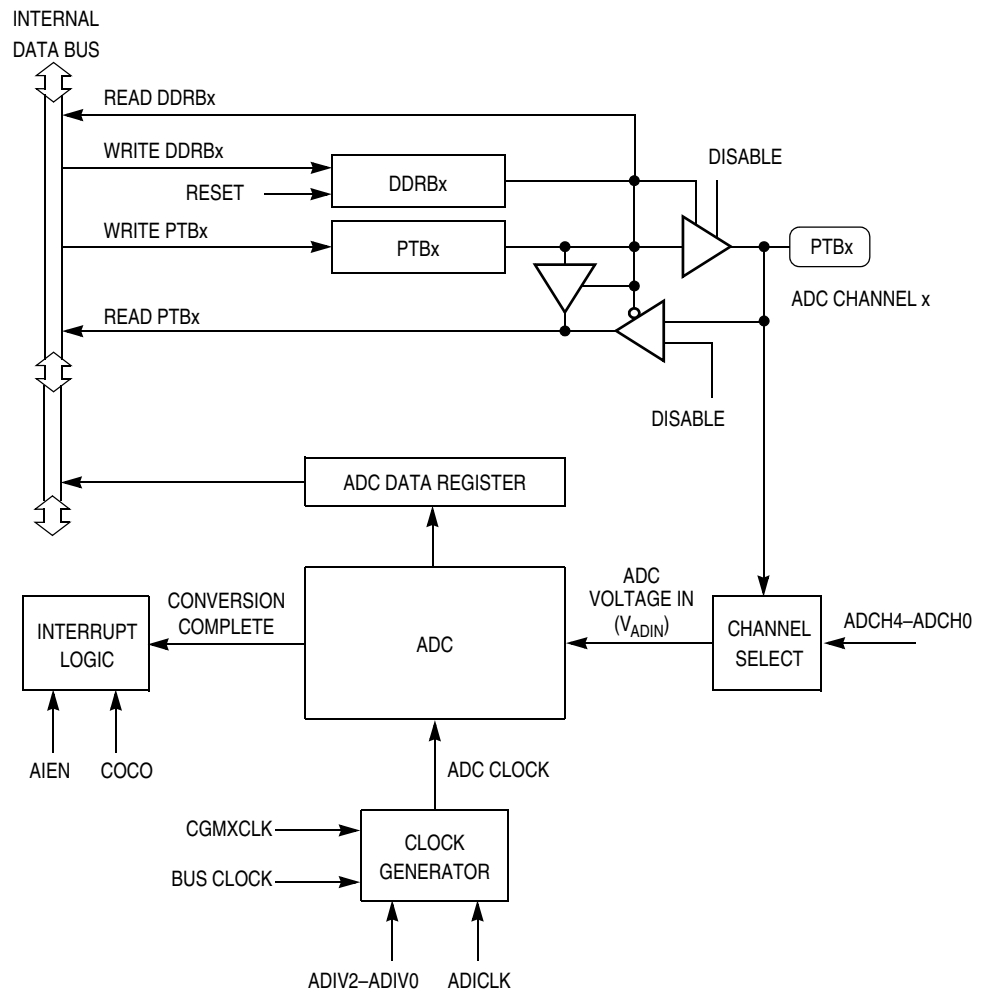 INTERNAL
DATA BUS
READ DDRBx
WRITE DDRBx
DISABLE
DDRBx
RESET
WRITE PTBx
PTBx
PTBx
ADC CHANNEL x
READ PTBx
DISABLE
ADC DATA REGISTER
CONVERSION
COMPLETE
INTERRUPT
LOGIC
ADC
ADC
VOLTAGE IN
(VADIN)
CHANNEL
SELECT
ADCH4–ADCH0
AIEN
COCO
ADC CLOCK
CGMXCLK
BUS CLOCK
CLOCK
GENERATOR
ADIV2–ADIV0
ADICLK